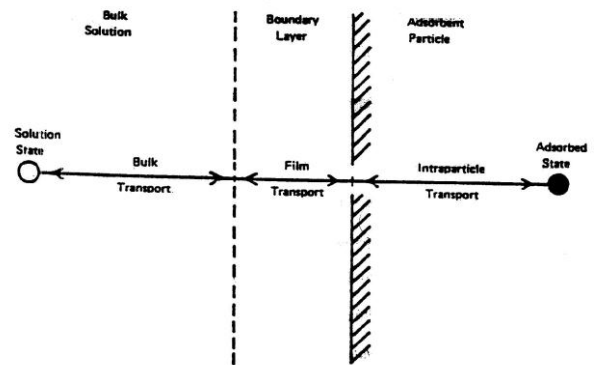 Bulk
Solution
Boundary
Layer
Adsorbent
Particle
Solution
State
Bulk
Transport
Film
Transport
Intraparticle
Transport
Adsorbed
State